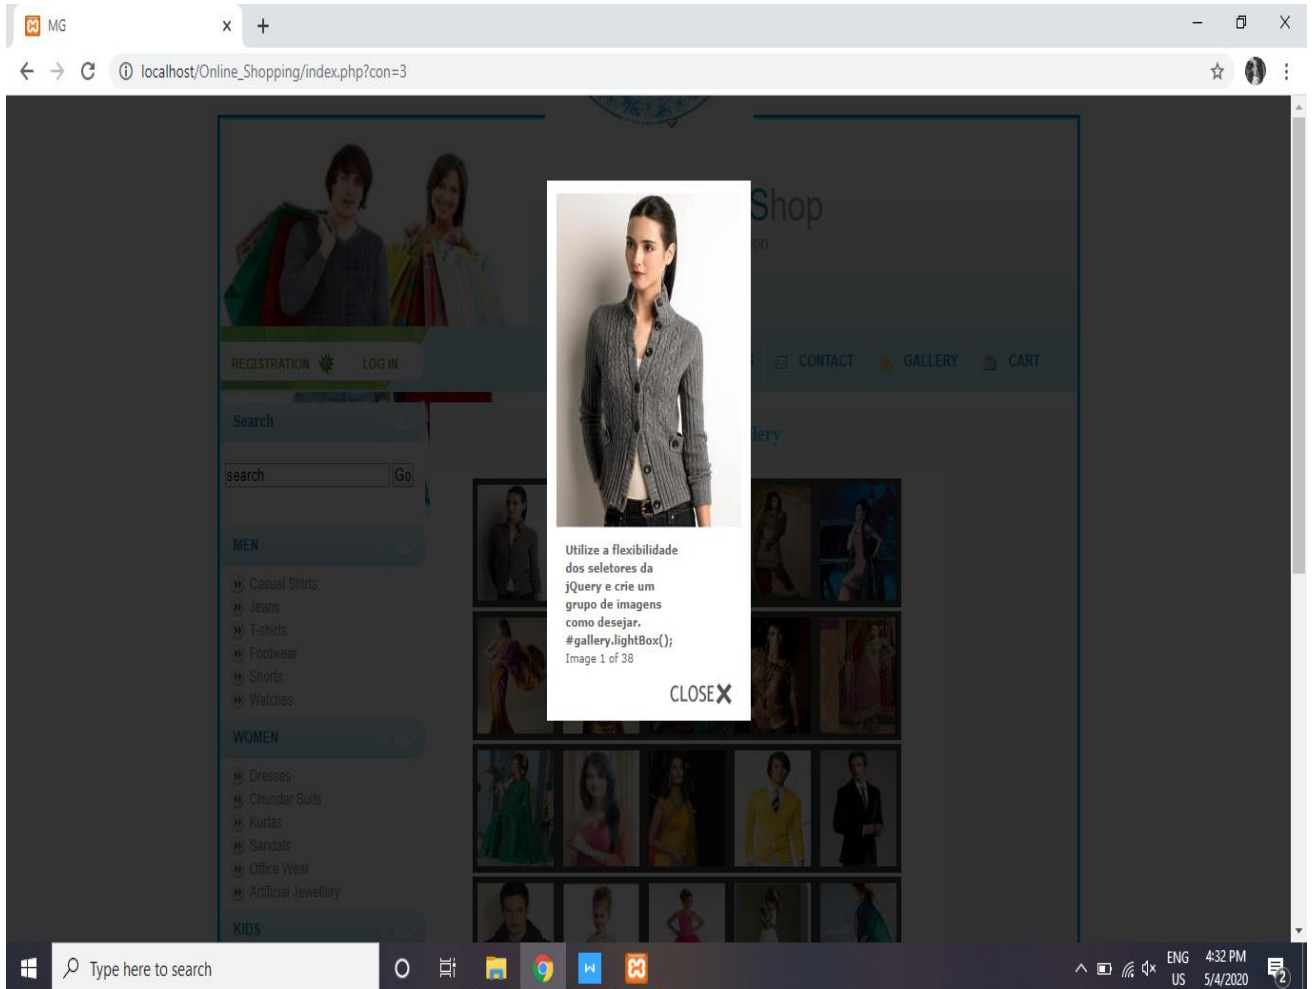 MG
localhost/Online_Shopping/index.php?con=3
Shop
REGISTRATION LOG IN CONTACT GALLERY CART
Search
search Go
MEN
Casual Shirts
Jeans
T-shirts
Footwear
Shorts
Watches
WOMEN
Dresses
Churidar Suits
Kurtas
Sandals
Office Wear
Artificial Jewellery
KIDS
Utilize a flexibilidade
dos seletores da
jQuery e crie um
grupo de imagens
como desejar.
#gallery.lightBox();
Image 1 of 38
CLOSE X
Type here to search
ENG 4:32 PM
US 5/4/2020
2